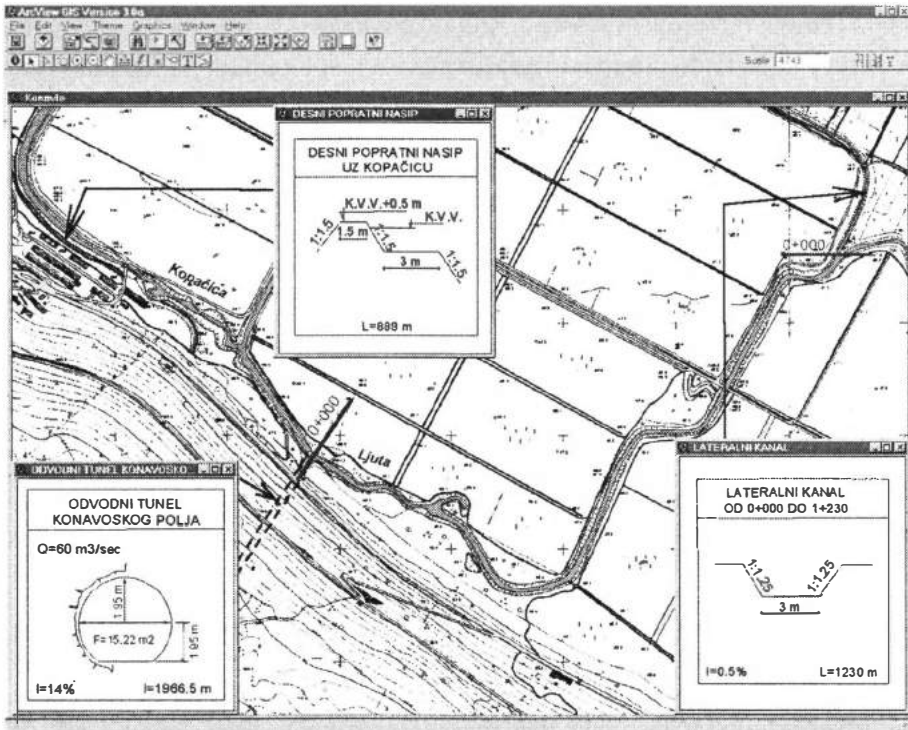 ArcView GIS Version 3.0a
File Edit View Theme Graphics Window Help
Scale
4743
Konavle
DESNI POPRATNI NASIP
DESNI POPRATNI NASIP
UZ KOPAČICU
K.V.V.+0.5 m
K.V.V.
1:1.5
1.5 m
1:1.5
1:1.5
3 m
L=889 m
Kopačica
0+000
0+000
Ljuta
ODVODNI TUNEL KONAVOSKO
ODVODNI TUNEL
KONAVOSKOG POLJA
Q=60 m3/sec
1.95 m
F=15.22 m2
1.95 m
I=14%
l=1966.5 m
LATERALNI KANAL
LATERALNI KANAL
OD 0+000 DO 1+230
1:1.25
1:1.25
3 m
I=0.5%
L=1230 m